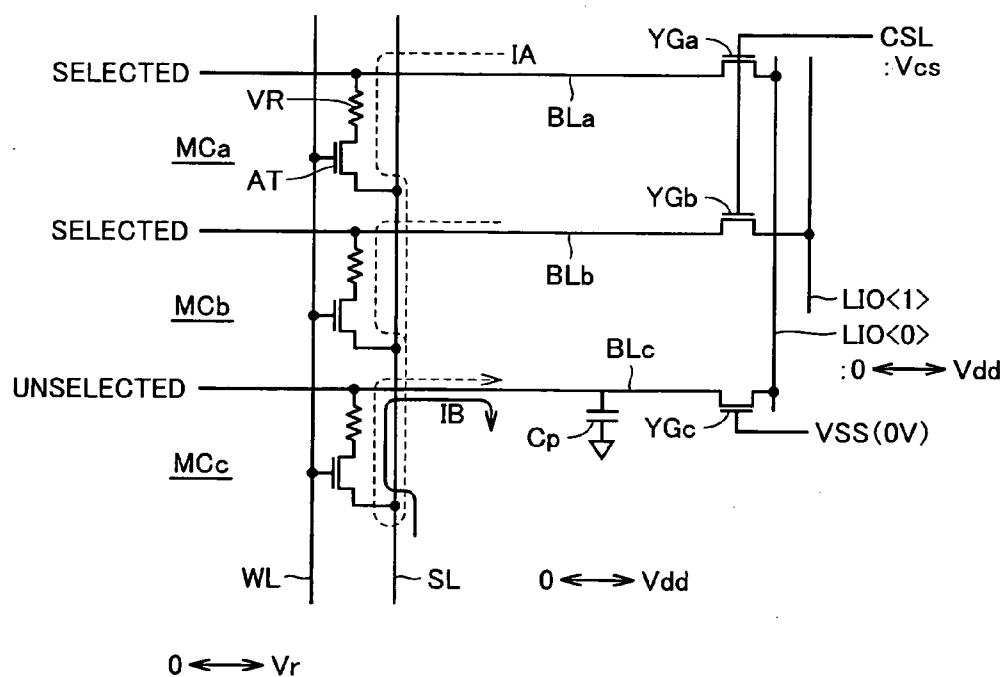 IA
YGa
CSL
:Vcs
SELECTED
VR
BLa
MCa
AT
YGb
SELECTED
BLb
LIO<1>
MCb
LIO<0>
BLc
:0 ↔ Vdd
UNSELECTED
IB
Cp
YGc
VSS(0V)
MCc
WL
SL
0 ↔ Vdd
0 ↔ Vr